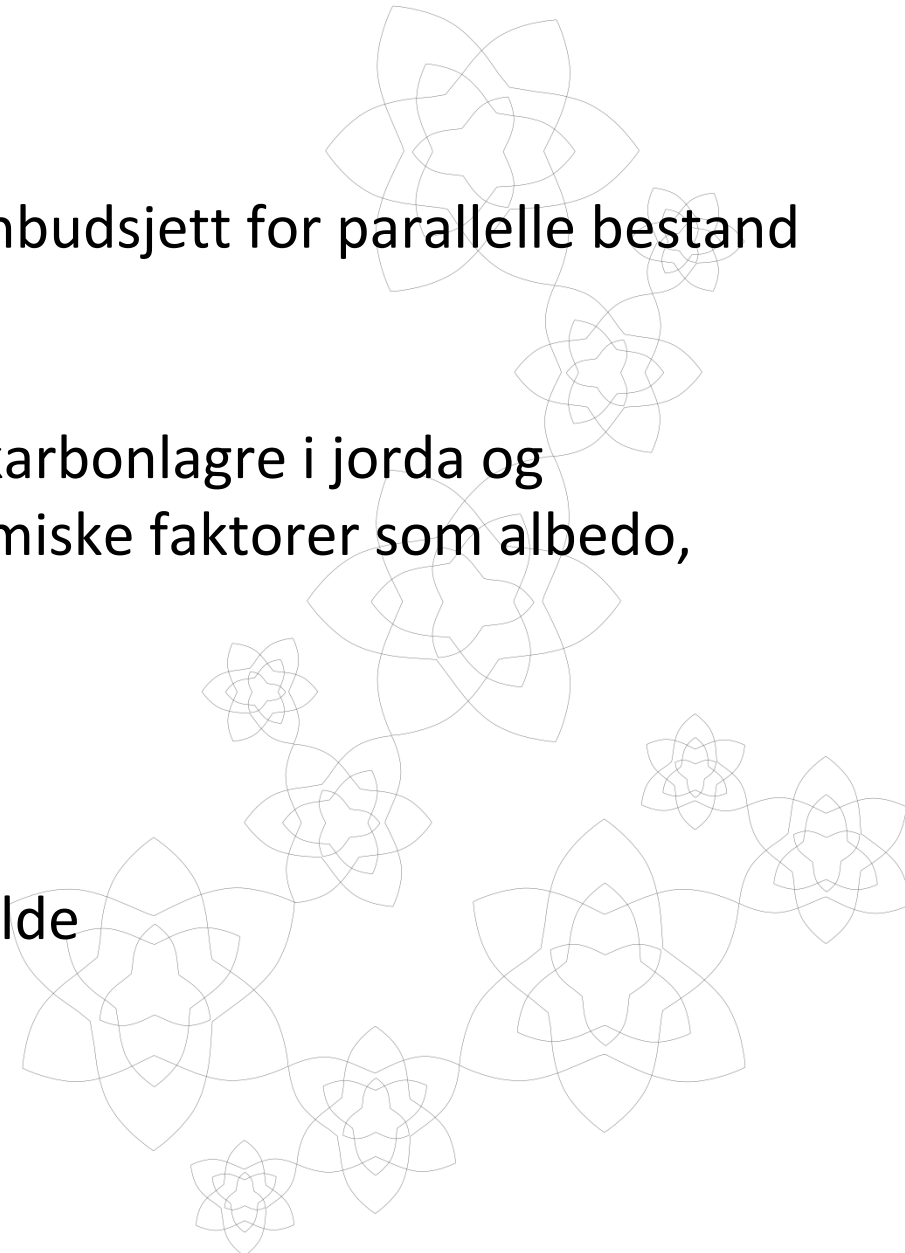 nbudsjett for parallelle bestand
karbonlagre i jorda og
miske faktorer som albedo,
lde